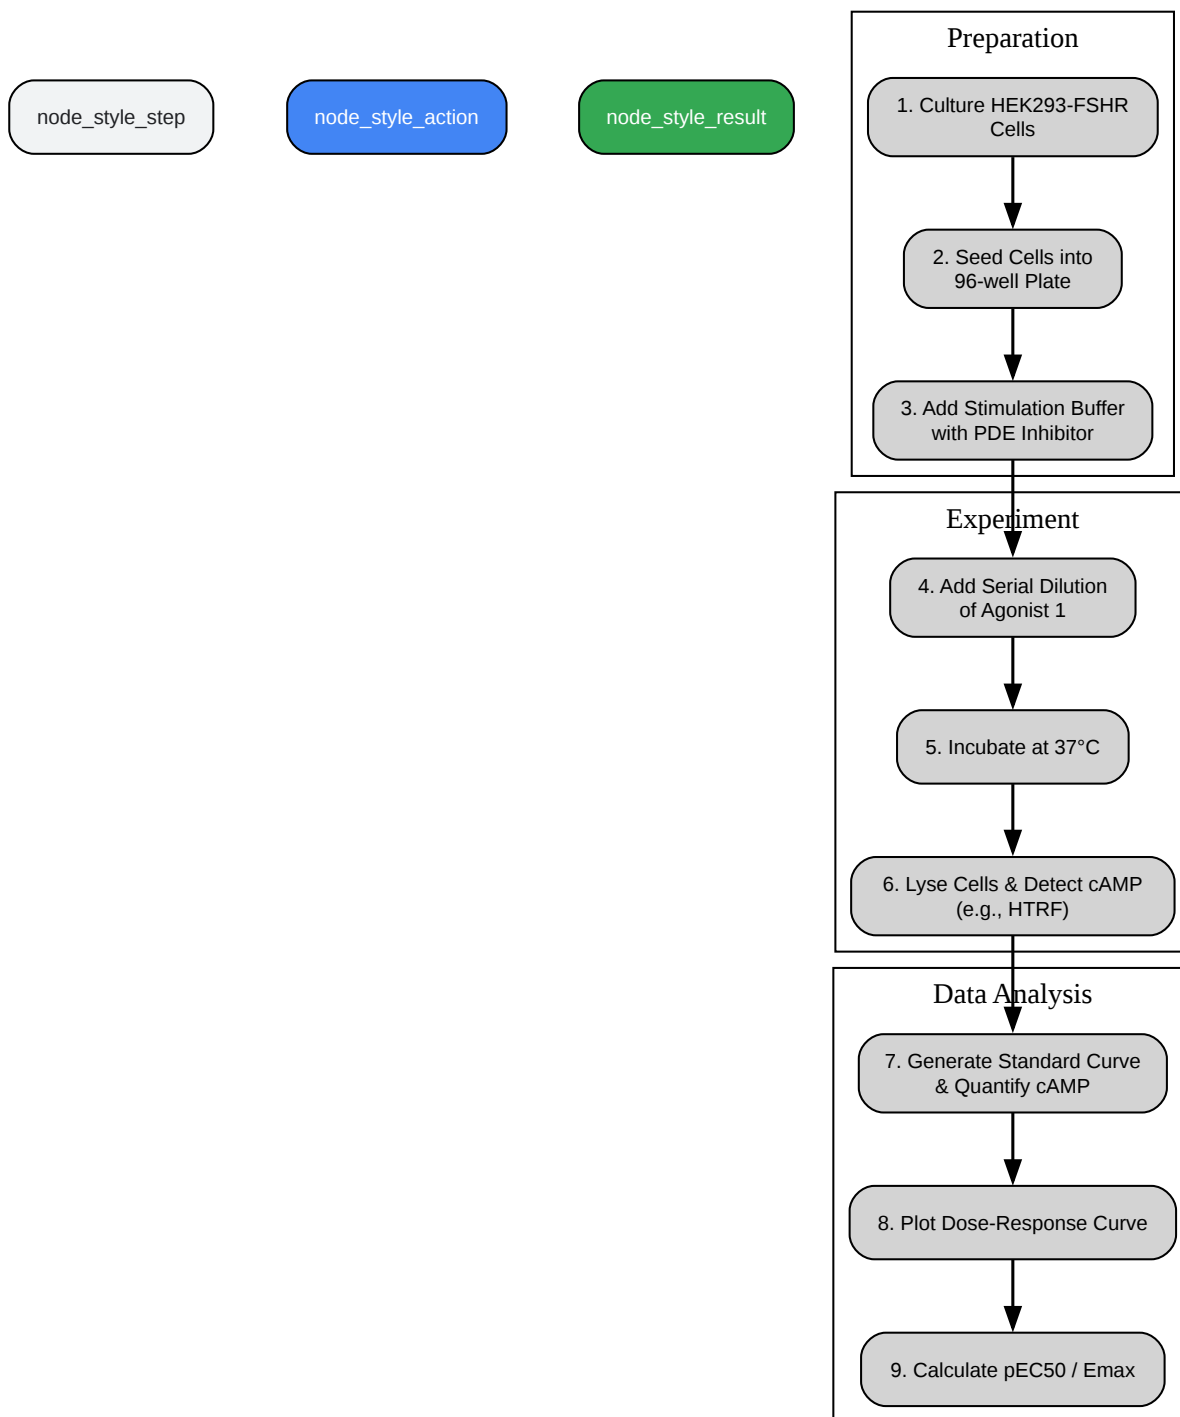 node_style_step
node_style_action
node_style_result
Preparation
1. Culture HEK293-FSHR
Cells
2. Seed Cells into
96-well Plate
3. Add Stimulation Buffer
with PDE Inhibitor
Experiment
4. Add Serial Dilution
of Agonist 1
5. Incubate at 37°C
6. Lyse Cells & Detect cAMP
(e.g., HTRF)
Data Analysis
7. Generate Standard Curve
& Quantify cAMP
8. Plot Dose-Response Curve
9. Calculate pEC50 / Emax